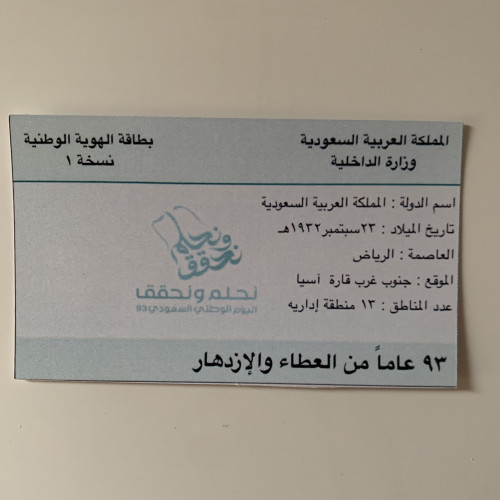 المملكة العربية السعودية
وزارة الداخلية
بطاقة الهوية الوطنية
نسخة ١
اسم الدولة : المملكة العربية السعودية
تاريخ الميلاد : ٢٣سبتمبر١٩٣٢هـ
العاصمة : الرياض
الموقع : جنوب غرب قارة آسيا
عدد المناطق : ١٣ منطقة إداريه
ونحلم
نحقق
نحلم ونحقق
اليوم الوطني السعودي 93
٩٣ عاماً من العطاء والإزدهار